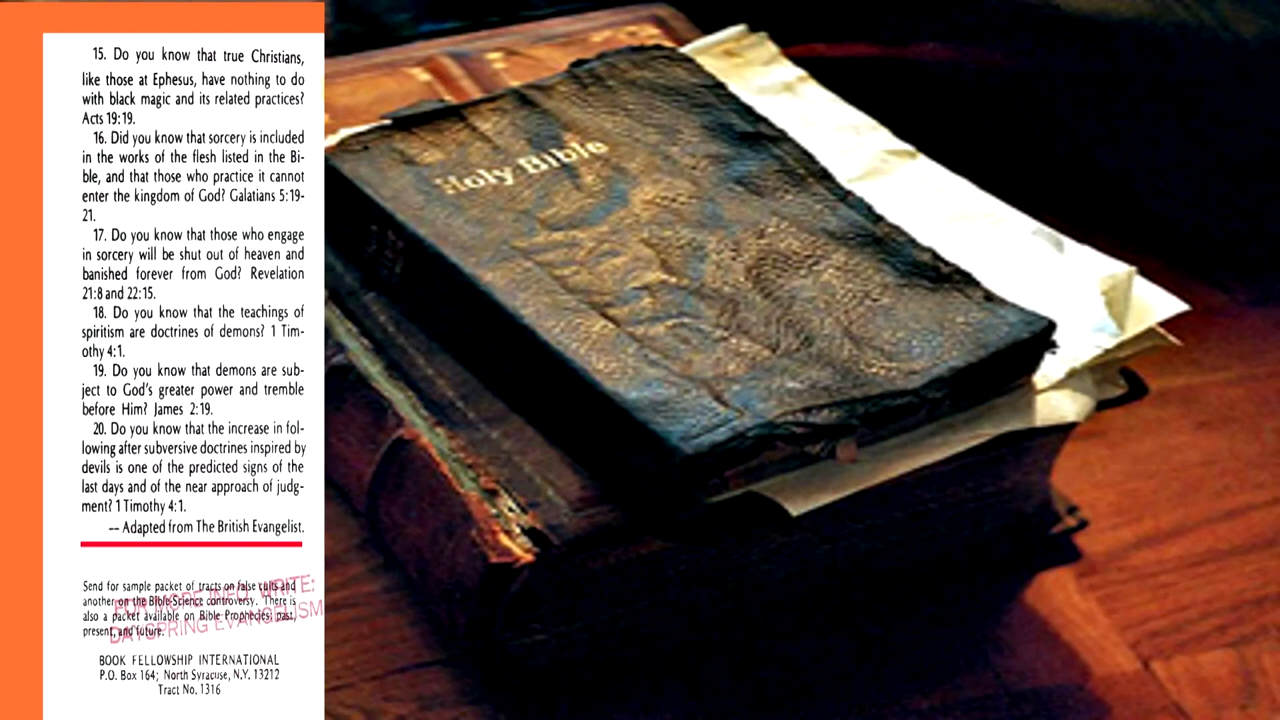 15. Do you know that true Christians,
like those at Ephesus, have nothing to do
with black magic and its related practices?
Acts 19:19.
16. Did you know that sorcery is included
in the works of the flesh listed in the Bi-
ble, and that those who practice it cannot
enter the kingdom of God? Galatians 5:19-
21.
17. Do you know that those who engage
in sorcery will be shut out of heaven and
banished forever from God? Revelation
21:8 and 22:15.
18. Do you know that the teachings of
spiritism are doctrines of demons? 1 Tim-
othy 4:1.
19. Do you know that demons are sub-
ject to God's greater power and tremble
before Him? James 2:19.
20. Do you know that the increase in fol-
lowing after subversive doctrines inspired by
devils is one of the predicted signs of the
last days and of the near approach of judg-
ment? 1 Timothy 4:1.
-- Adapted from The British Evangelist.
Send for sample packet of tracts on false cults and
another on the Bible-Science controversy. There is
also a packet available on Bible Prophecies: past,
present, and future.
FOR MORE INFO. WRITE:
DAYSPRING EVANGELISM
BOOK FELLOWSHIP INTERNATIONAL
P.O. Box 164; North Syracuse, N.Y. 13212
Tract No. 1316
Holy Bible